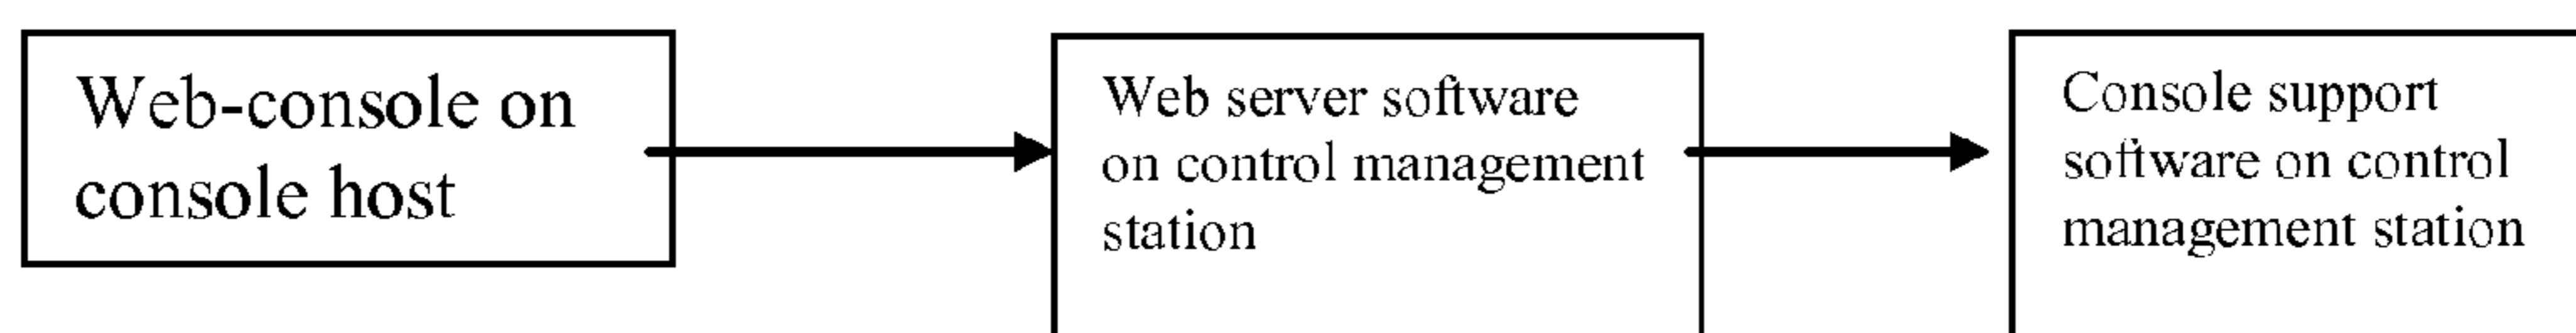 Web-console on
console host
Web server software
on control management
station
Console support
software on control
management station